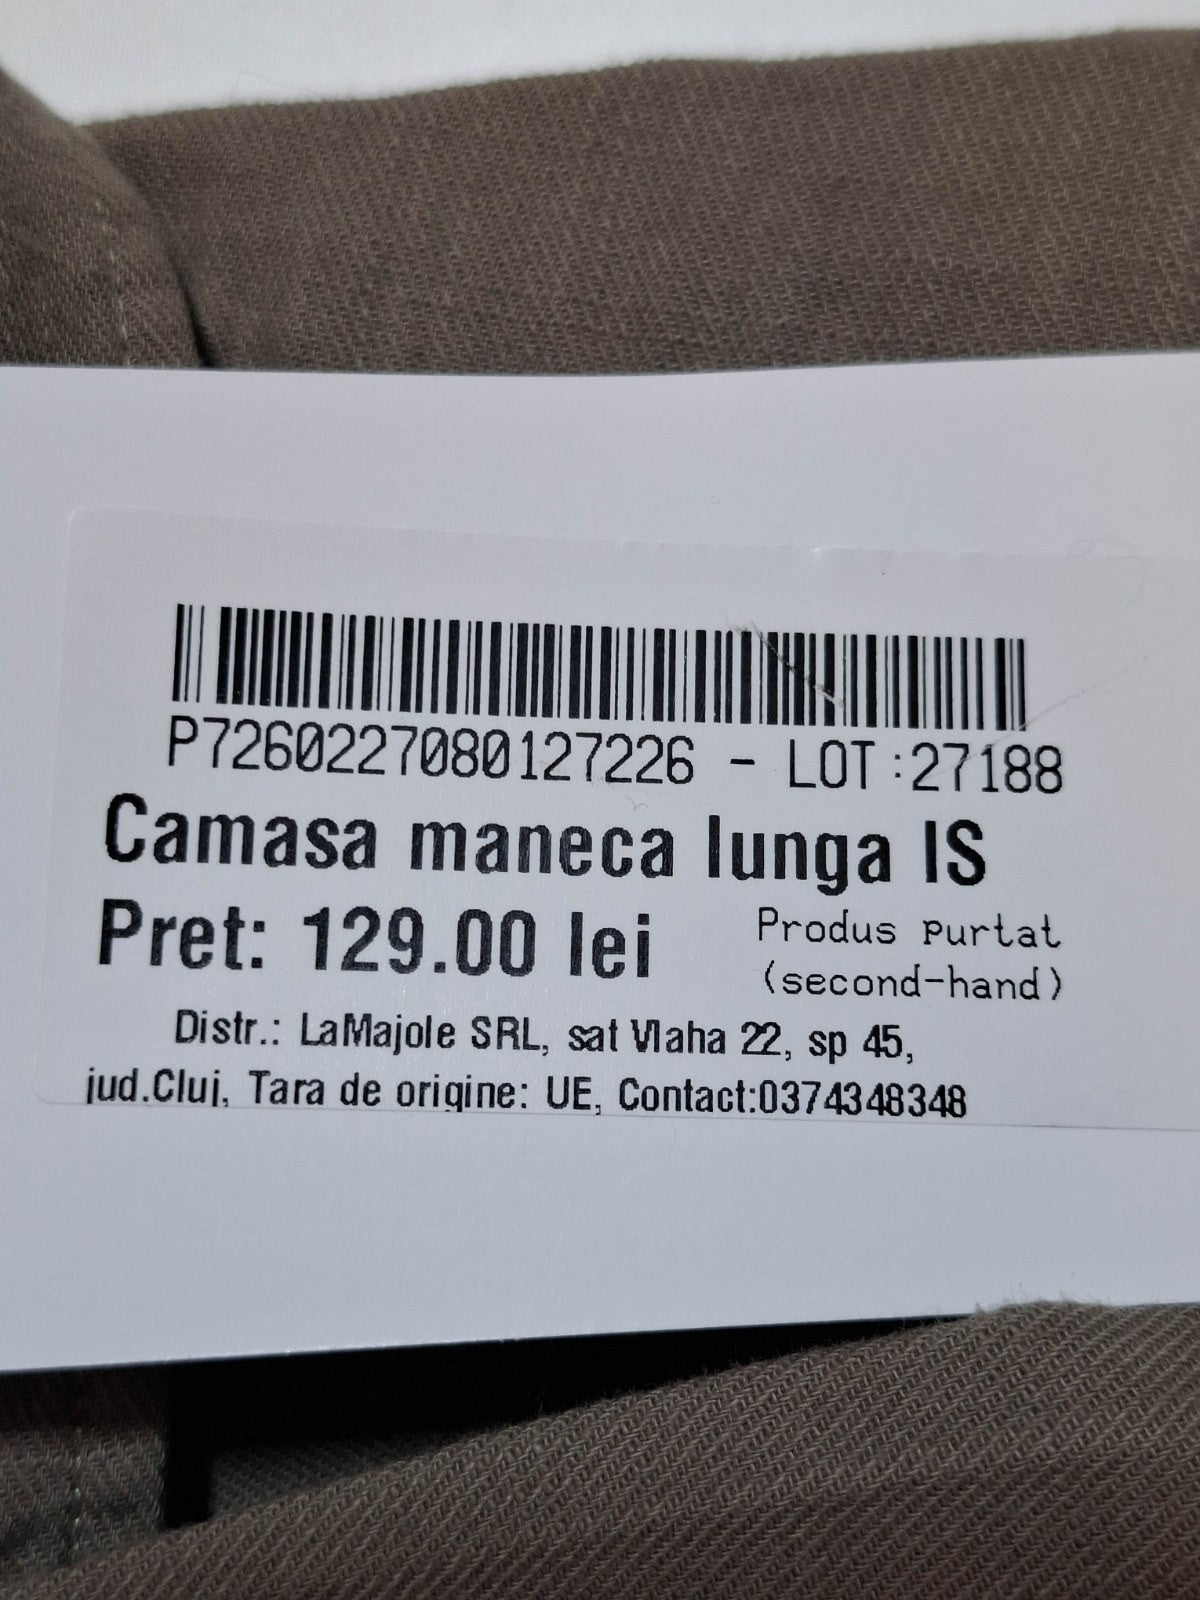 P7260227080127226 - LOT:27188
Camasa maneca lunga IS
Pret: 129.00 lei
Produs purtat
(second-hand)
Distr.: LaMajole SRL, sat Vlaha 22, sp 45,
jud.Cluj, Tara de origine: UE, Contact:0374348348